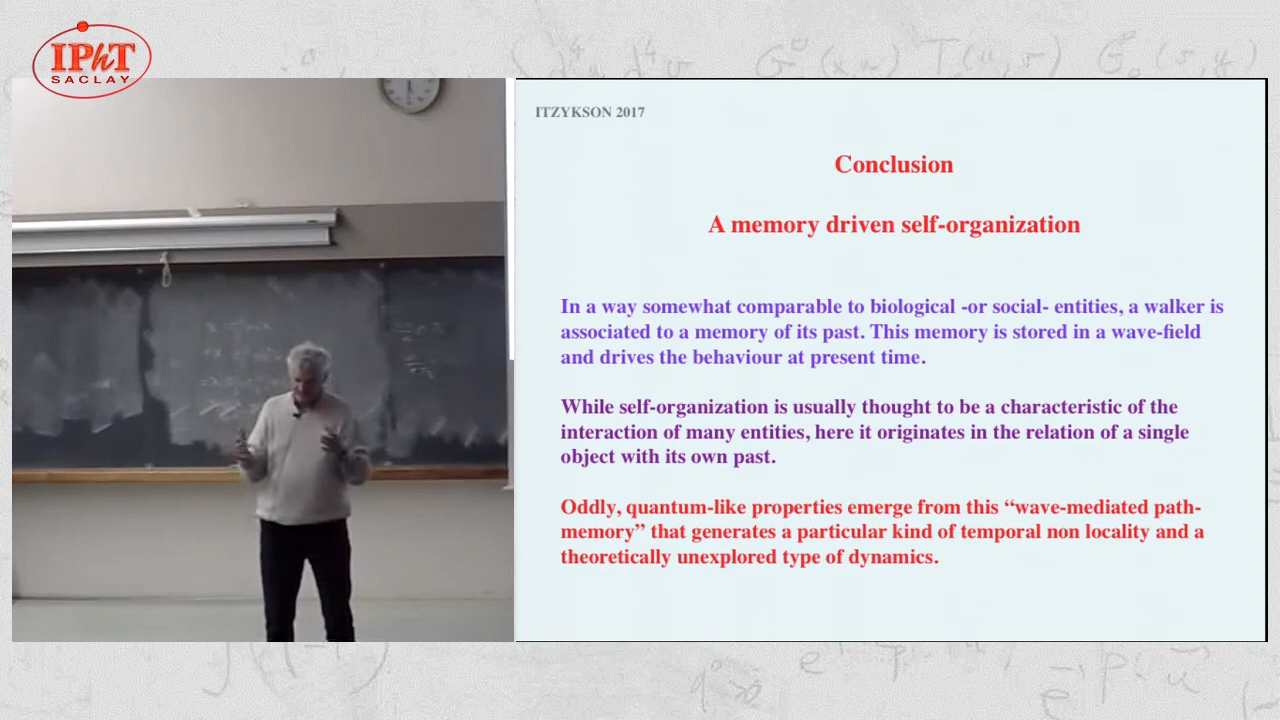 IPhT
SACLAY
ITZYKSON 2017
Conclusion
A memory driven self-organization
In a way somewhat comparable to biological -or social- entities, a walker is
associated to a memory of its past. This memory is stored in a wave-field
and drives the behaviour at present time.
While self-organization is usually thought to be a characteristic of the
interaction of many entities, here it originates in the relation of a single
object with its own past.
Oddly, quantum-like properties emerge from this “wave-mediated path-
memory” that generates a particular kind of temporal non locality and a
theoretically unexplored type of dynamics.